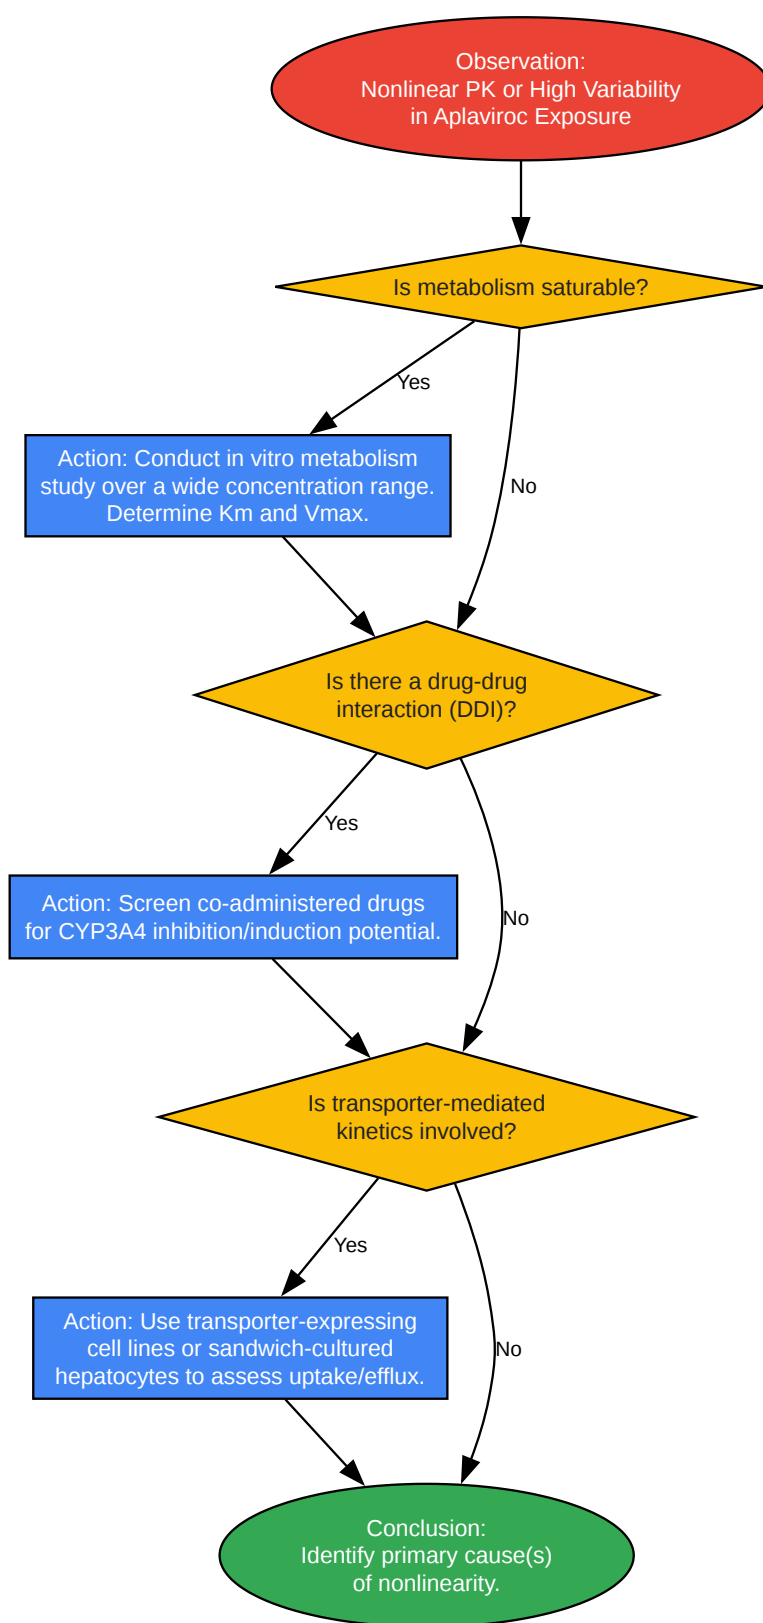 Observation:
Nonlinear PK or High Variability
in Aplaviroc Exposure
Is metabolism saturable?
Yes
Action: Conduct in vitro metabolism
study over a wide concentration range.
Determine Km and Vmax.
No
Is there a drug-drug
interaction (DDI)?
Yes
Action: Screen co-administered drugs
for CYP3A4 inhibition/induction potential.
No
Is transporter-mediated
kinetics involved?
Yes
Action: Use transporter-expressing
cell lines or sandwich-cultured
hepatocytes to assess uptake/efflux.
No
Conclusion:
Identify primary cause(s)
of nonlinearity.